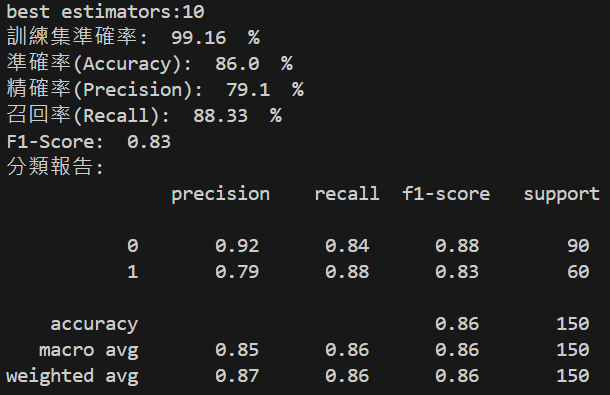 best estimators:10
訓練集準確率:  99.16  %
準確率(Accuracy):  86.0  %
精確率(Precision):  79.1  %
召回率(Recall):  88.33  %
F1-Score:  0.83
分類報告:
precision    recall  f1-score   support
0       0.92      0.84      0.88        90
1       0.79      0.88      0.83        60
accuracy                           0.86       150
macro avg       0.85      0.86      0.86       150
weighted avg       0.87      0.86      0.86       150